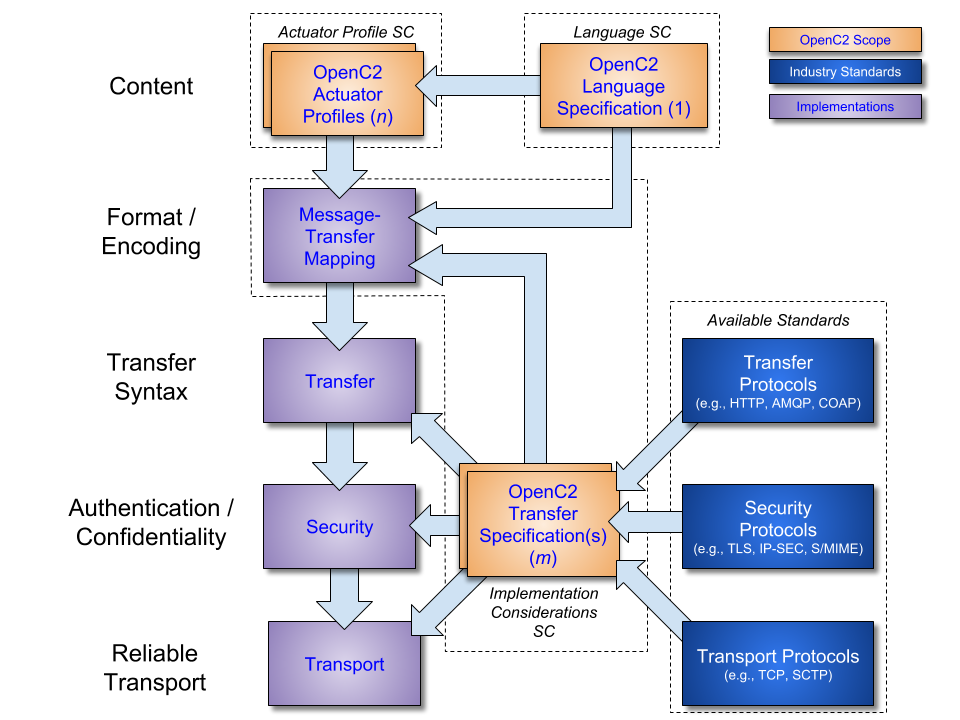 Actuator Profile SC
Language SC
OpenC2 Scope
Industry Standards
Implementations
Content
OpenC2
Actuator
Profiles (n)
OpenC2
Language
Specification (1)
Format /
Encoding
Message-
Transfer
Mapping
Available Standards
Transfer
Syntax
Transfer
Transfer
Protocols
(e.g., HTTP, AMQP, COAP)
Authentication /
Confidentiality
Security
OpenC2
Transfer
Specification(s)
(m)
Security
Protocols
(e.g., TLS, IP-SEC, S/MIME)
Implementation
Considerations
SC
Reliable
Transport
Transport
Transport Protocols
(e.g., TCP, SCTP)